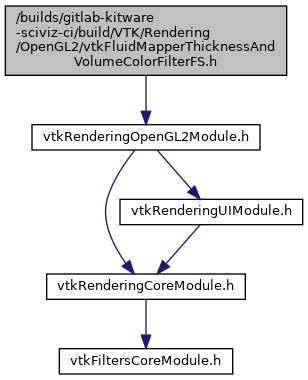 /builds/gitlab-kitware
-sciviz-ci/build/VTK/Rendering
/OpenGL2/vtkFluidMapperThicknessAnd
VolumeColorFilterFS.h
vtkRenderingOpenGL2Module.h
vtkRenderingUIModule.h
vtkRenderingCoreModule.h
vtkFiltersCoreModule.h